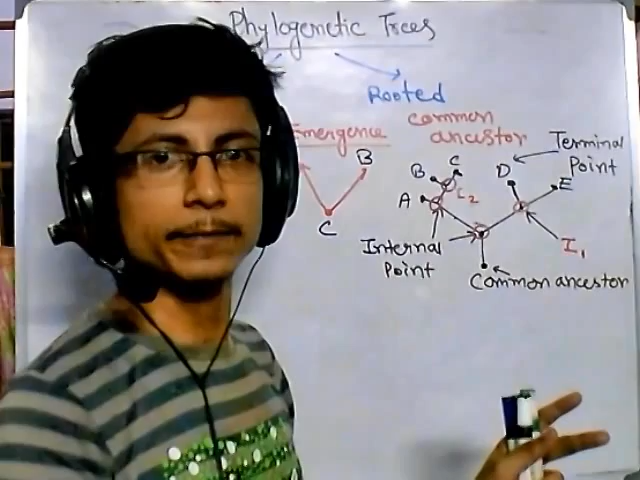 Phylogenetic Trees
Rooted
common
ancestor
Emergence
B
C
B
C
A
I2
D
E
Terminal
Point
Internal
Point
I1
Common ancestor